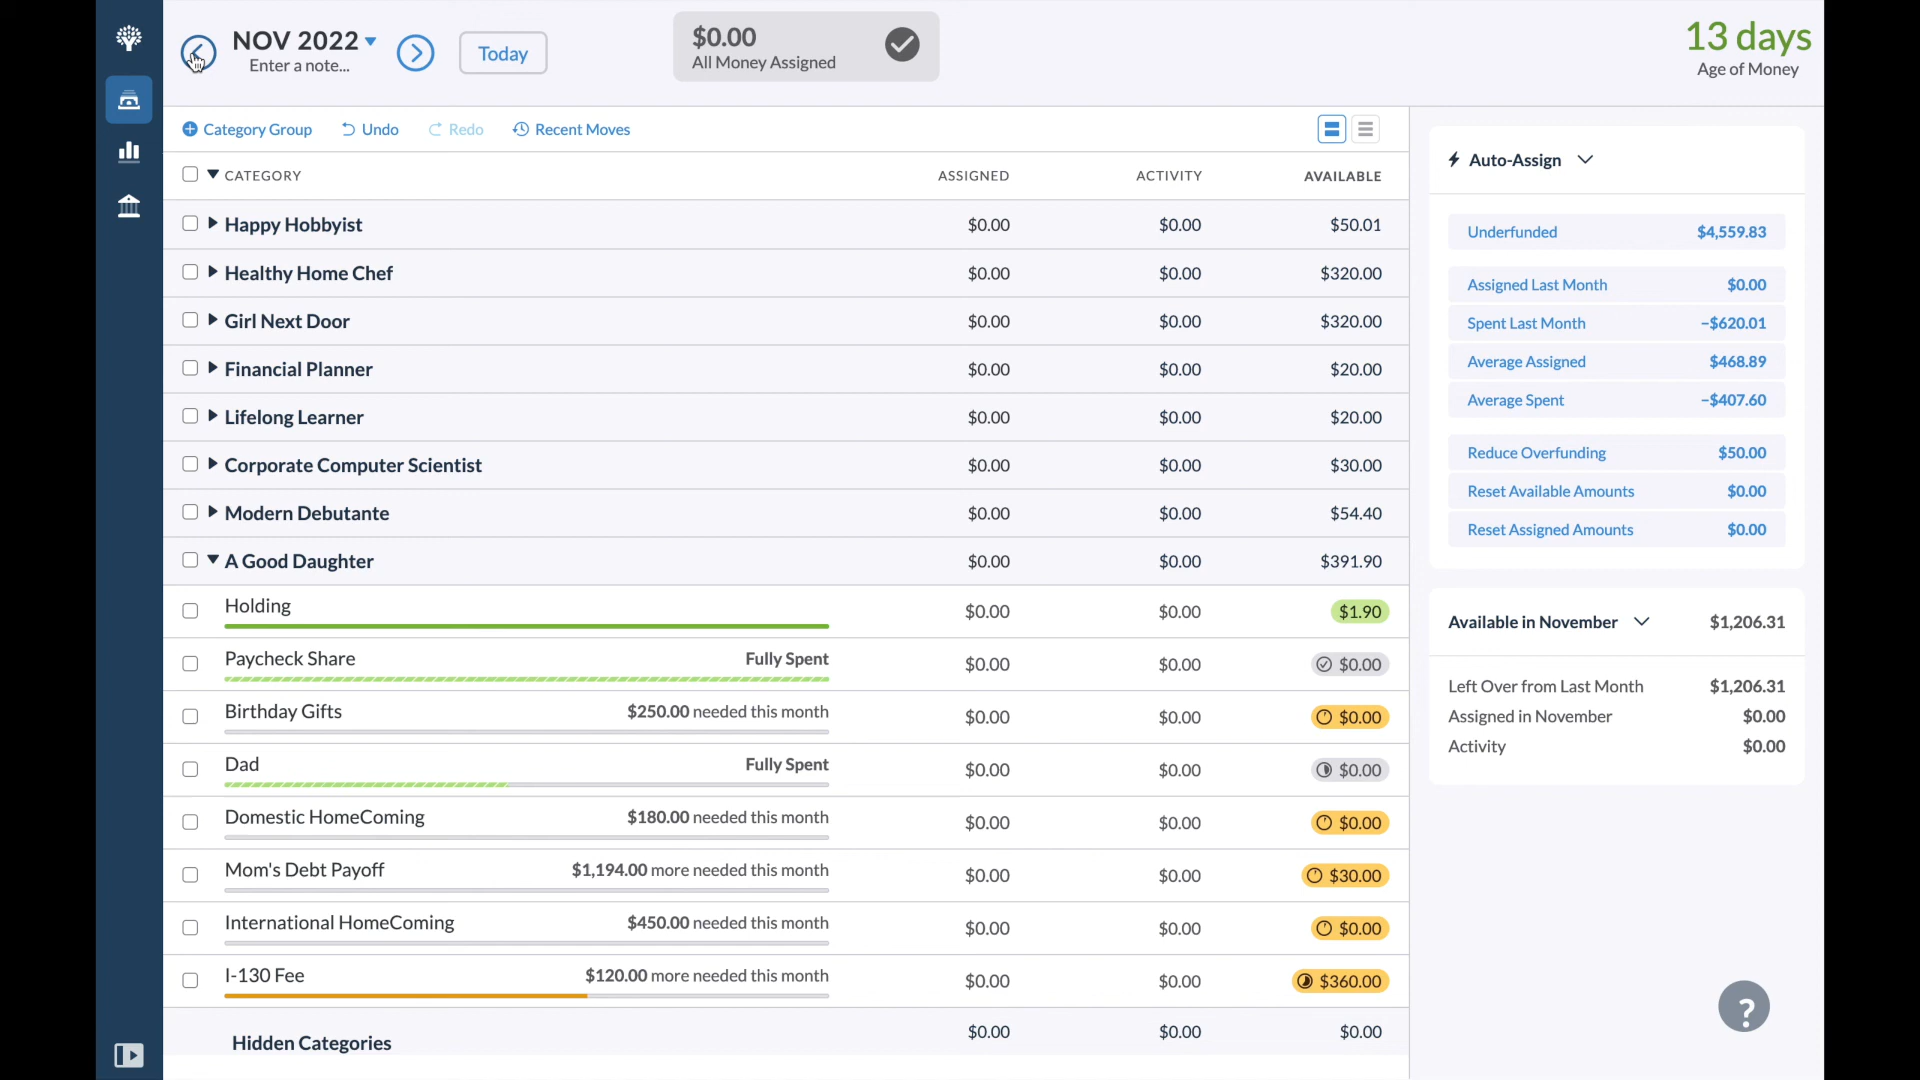 NOV 2022
Enter a note...
Today
$0.00
All Money Assigned
13 days
Age of Money
Category Group Undo Redo Recent Moves
CATEGORY ASSIGNED ACTIVITY AVAILABLE
Happy Hobbyist $0.00 $0.00 $50.01
Healthy Home Chef $0.00 $0.00 $320.00
Girl Next Door $0.00 $0.00 $320.00
Financial Planner $0.00 $0.00 $20.00
Lifelong Learner $0.00 $0.00 $20.00
Corporate Computer Scientist $0.00 $0.00 $30.00
Modern Debutante $0.00 $0.00 $54.40
A Good Daughter $0.00 $0.00 $391.90
Holding $0.00 $0.00 $1.90
Paycheck Share Fully Spent $0.00 $0.00 $0.00
Birthday Gifts $250.00 needed this month $0.00 $0.00 $0.00
Dad Fully Spent $0.00 $0.00 $0.00
Domestic HomeComing $180.00 needed this month $0.00 $0.00 $0.00
Mom's Debt Payoff $1,194.00 more needed this month $0.00 $0.00 $30.00
International HomeComing $450.00 needed this month $0.00 $0.00 $0.00
I-130 Fee $120.00 more needed this month $0.00 $0.00 $360.00
Hidden Categories $0.00 $0.00 $0.00
Auto-Assign
Underfunded $4,559.83
Assigned Last Month $0.00
Spent Last Month −$620.01
Average Assigned $468.89
Average Spent −$407.60
Reduce Overfunding $50.00
Reset Available Amounts $0.00
Reset Assigned Amounts $0.00
Available in November $1,206.31
Left Over from Last Month $1,206.31
Assigned in November $0.00
Activity $0.00
?